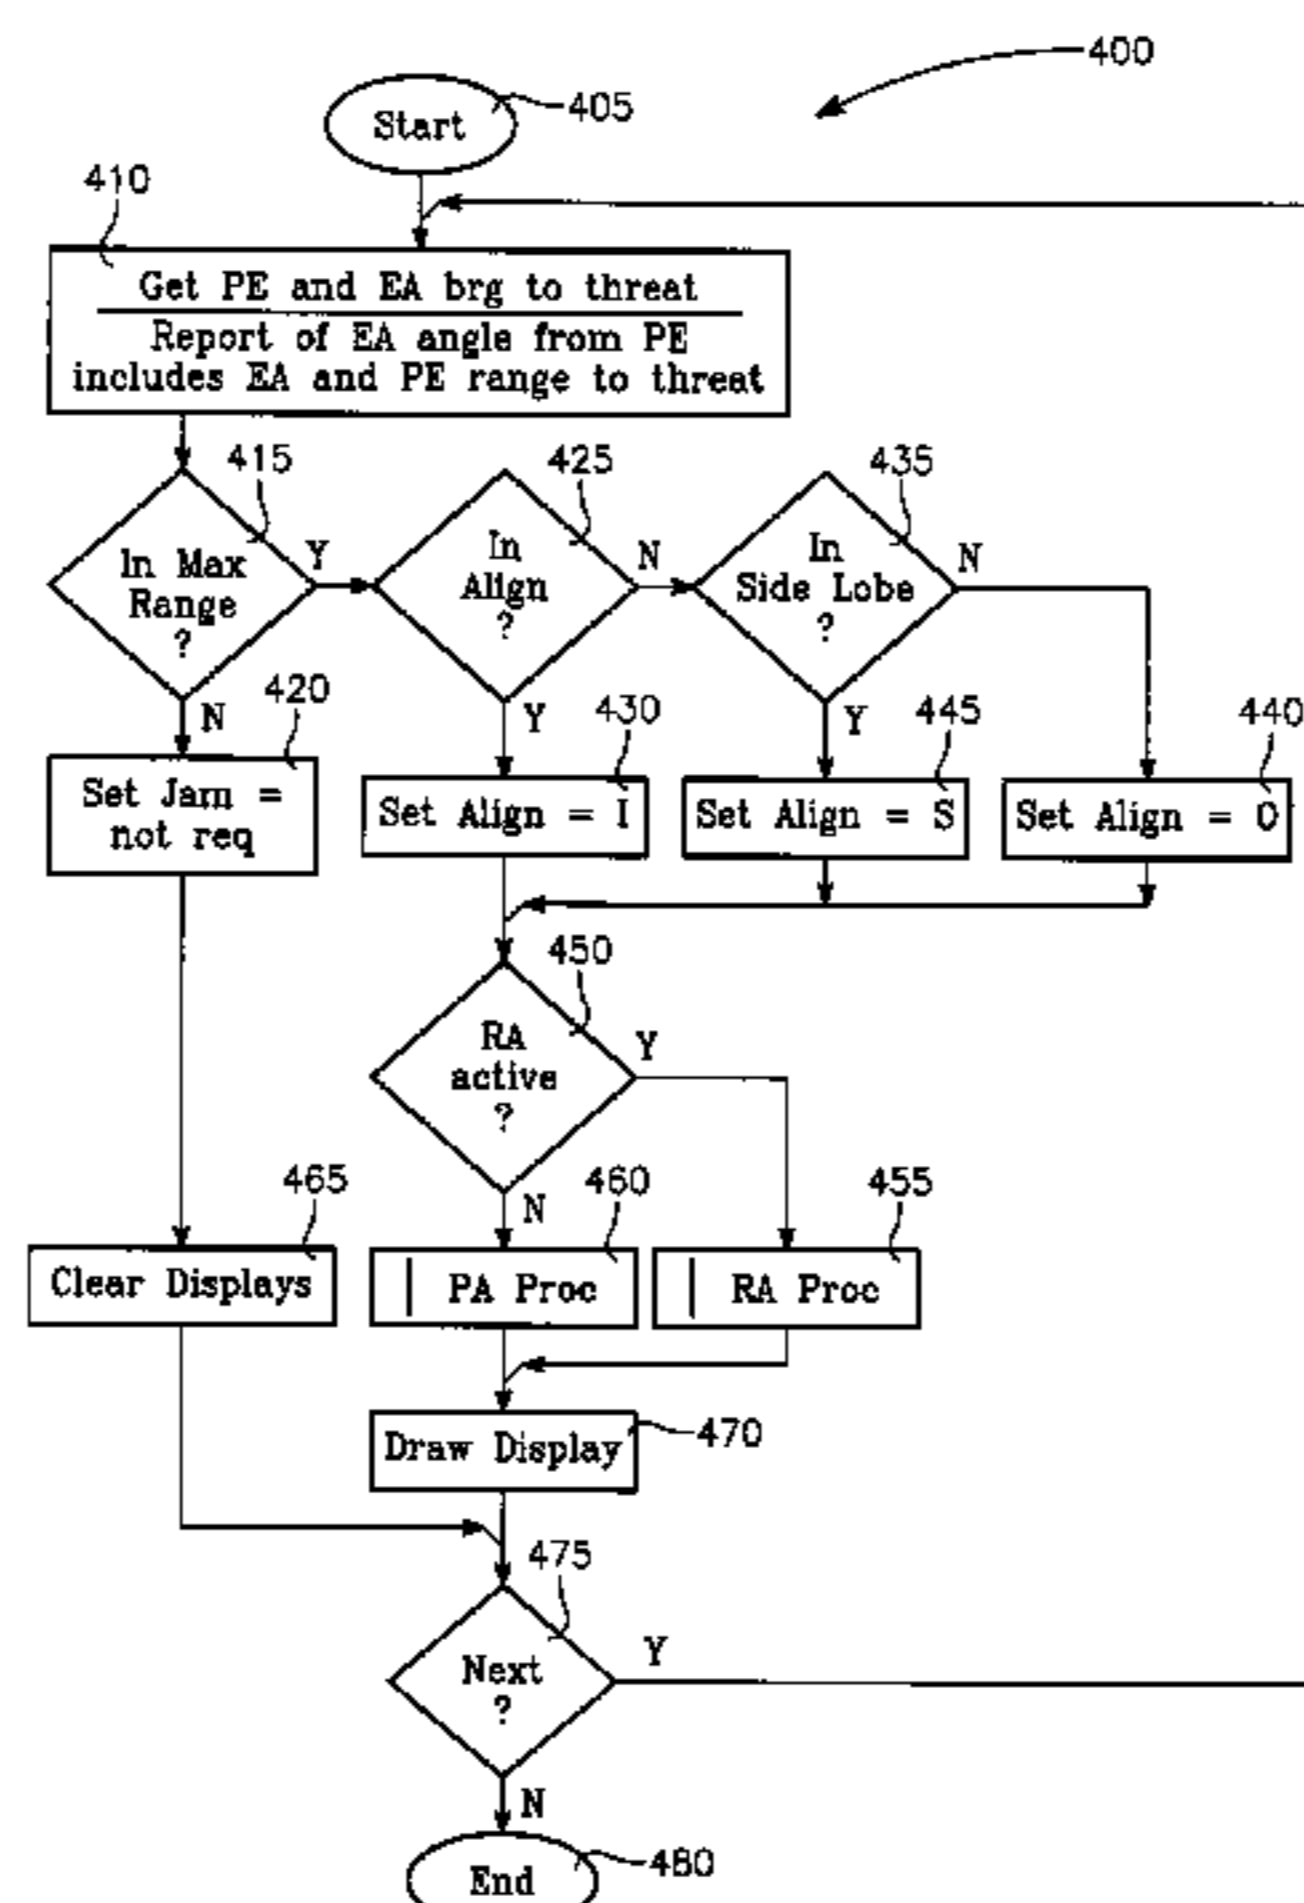 400
Start
405
410
Get PE and EA brg to threat
Report of EA angle from PE
includes EA and PE range to threat
415
425
435
In Max
Range
?
Y
In
Align
?
N
In
Side Lobe
?
N
N
420
Y
430
Y
445
440
Set Jam =
not req
Set Align = I
Set Align = S
Set Align = O
450
RA
active
?
Y
465
N
460
455
Clear Displays
PA Proc
RA Proc
Draw Display
470
475
Next
?
Y
N
End
480